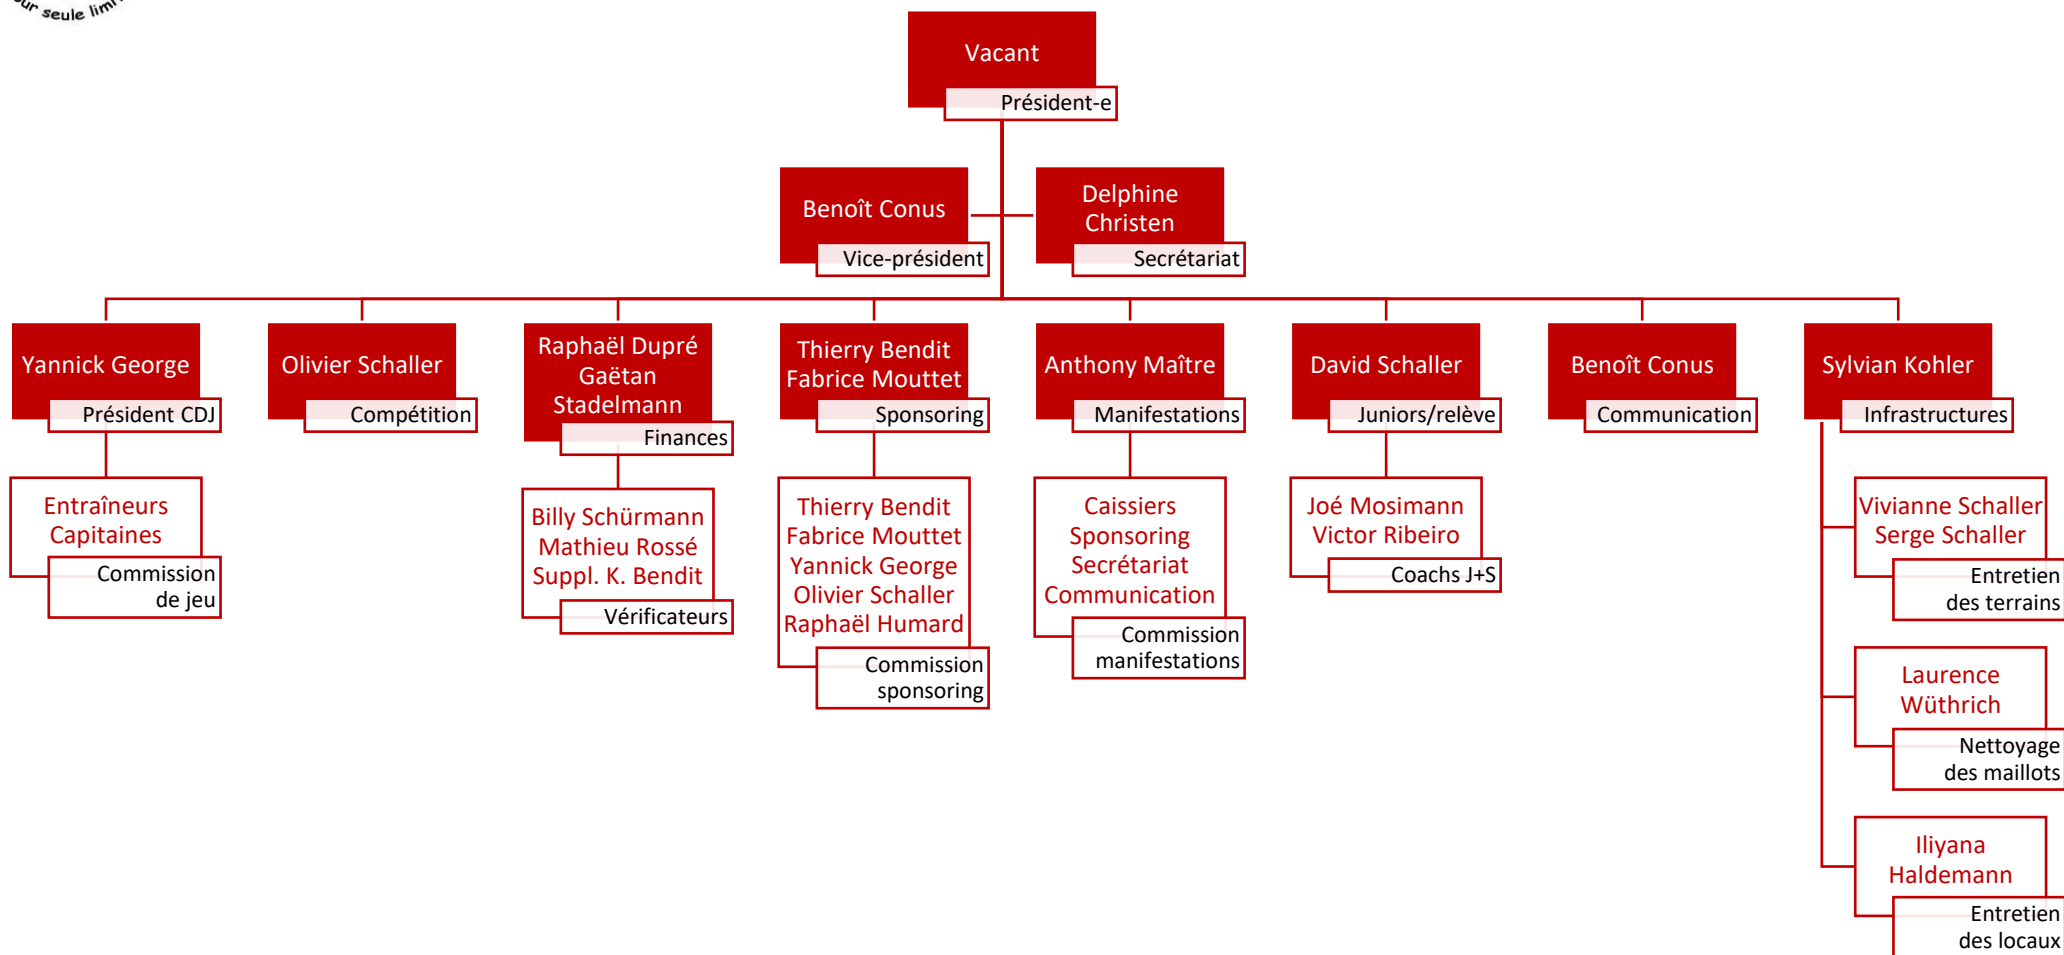 seule
Vacant
Président-e
Benoît Conus
Vice-président
Delphine
Christen
Secrétariat
Yannick George
Président CDJ
Olivier Schaller
Compétition
Raphaël Dupré
Gaëtan
Stadelmann
Finances
Thierry Bendit
Fabrice Mouttet
Sponsoring
Anthony Maître
Manifestations
David Schaller
Juniors/relève
Benoît Conus
Communication
Sylvian Kohler
Infrastructures
Entraîneurs
Capitaines
Commission
de jeu
Billy Schürmann
Mathieu Rossé
Suppl. K. Bendit
Vérificateurs
Thierry Bendit
Fabrice Mouttet
Yannick George
Olivier Schaller
Raphaël Humard
Commission
sponsoring
Caissiers
Sponsoring
Secrétariat
Communication
Commission
manifestations
Joé Mosimann
Victor Ribeiro
Coachs J+S
Vivianne Schaller
Serge Schaller
Entretien
des terrains
Laurence
Wüthrich
Nettoyage
des maillots
Iliyana
Haldemann
Entretien
des locaux